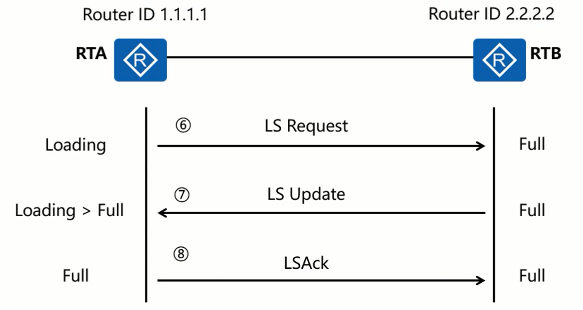 Router ID 1.1.1.1 Router ID 2.2.2.2
RTA R R RTB
⑥ LS Request
Loading Full
⑦ LS Update
Loading > Full Full
⑧ LSAck
Full Full